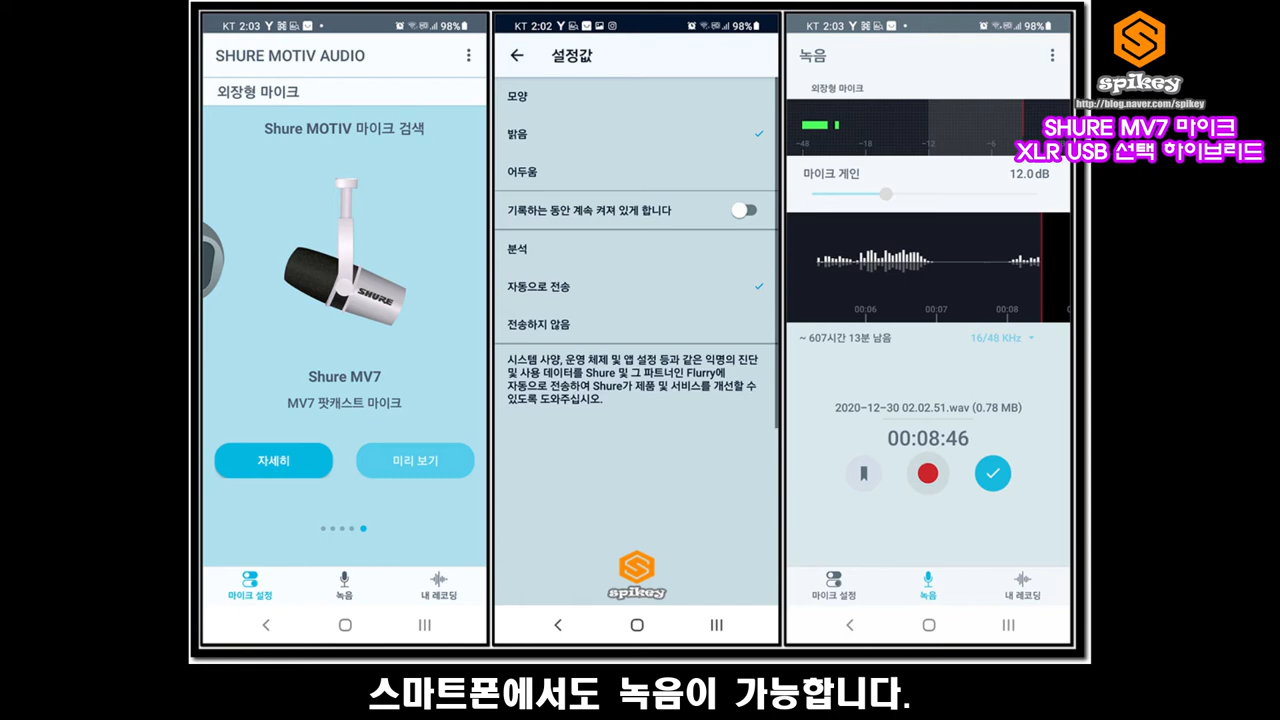 KT 2:03
98%
SHURE MOTIV AUDIO
외장형 마이크
Shure MOTIV 마이크 검색
SHURE
Shure MV7
MV7 팟캐스트 마이크
자세히
미리 보기
마이크 설정
녹음
내 레코딩
KT 2:02
98%
설정값
모양
밝음
어두움
기록하는 동안 계속 켜져 있게 합니다
분석
자동으로 전송
전송하지 않음
시스템 사양, 운영 체제 및 앱 설정 등과 같은 익명의 진단
및 사용 데이터를 Shure 및 그 파트너인 Flurry에
자동으로 전송하여 Shure가 제품 및 서비스를 개선할 수
있도록 도와주십시오.
spikey
KT 2:03
98%
녹음
외장형 마이크
-48 -18 -12 -6
마이크 게인 12.0 dB
00:06 00:07 00:08
~ 607시간 13분 남음 16/48 KHz
2020-12-30 02.02.51.wav (0.78 MB)
00:08:46
마이크 설정
녹음
내 레코딩
spikey
http://blog.naver.com/spikey
SHURE MV7 마이크
XLR USB 선택 하이브리드
스마트폰에서도 녹음이 가능합니다.